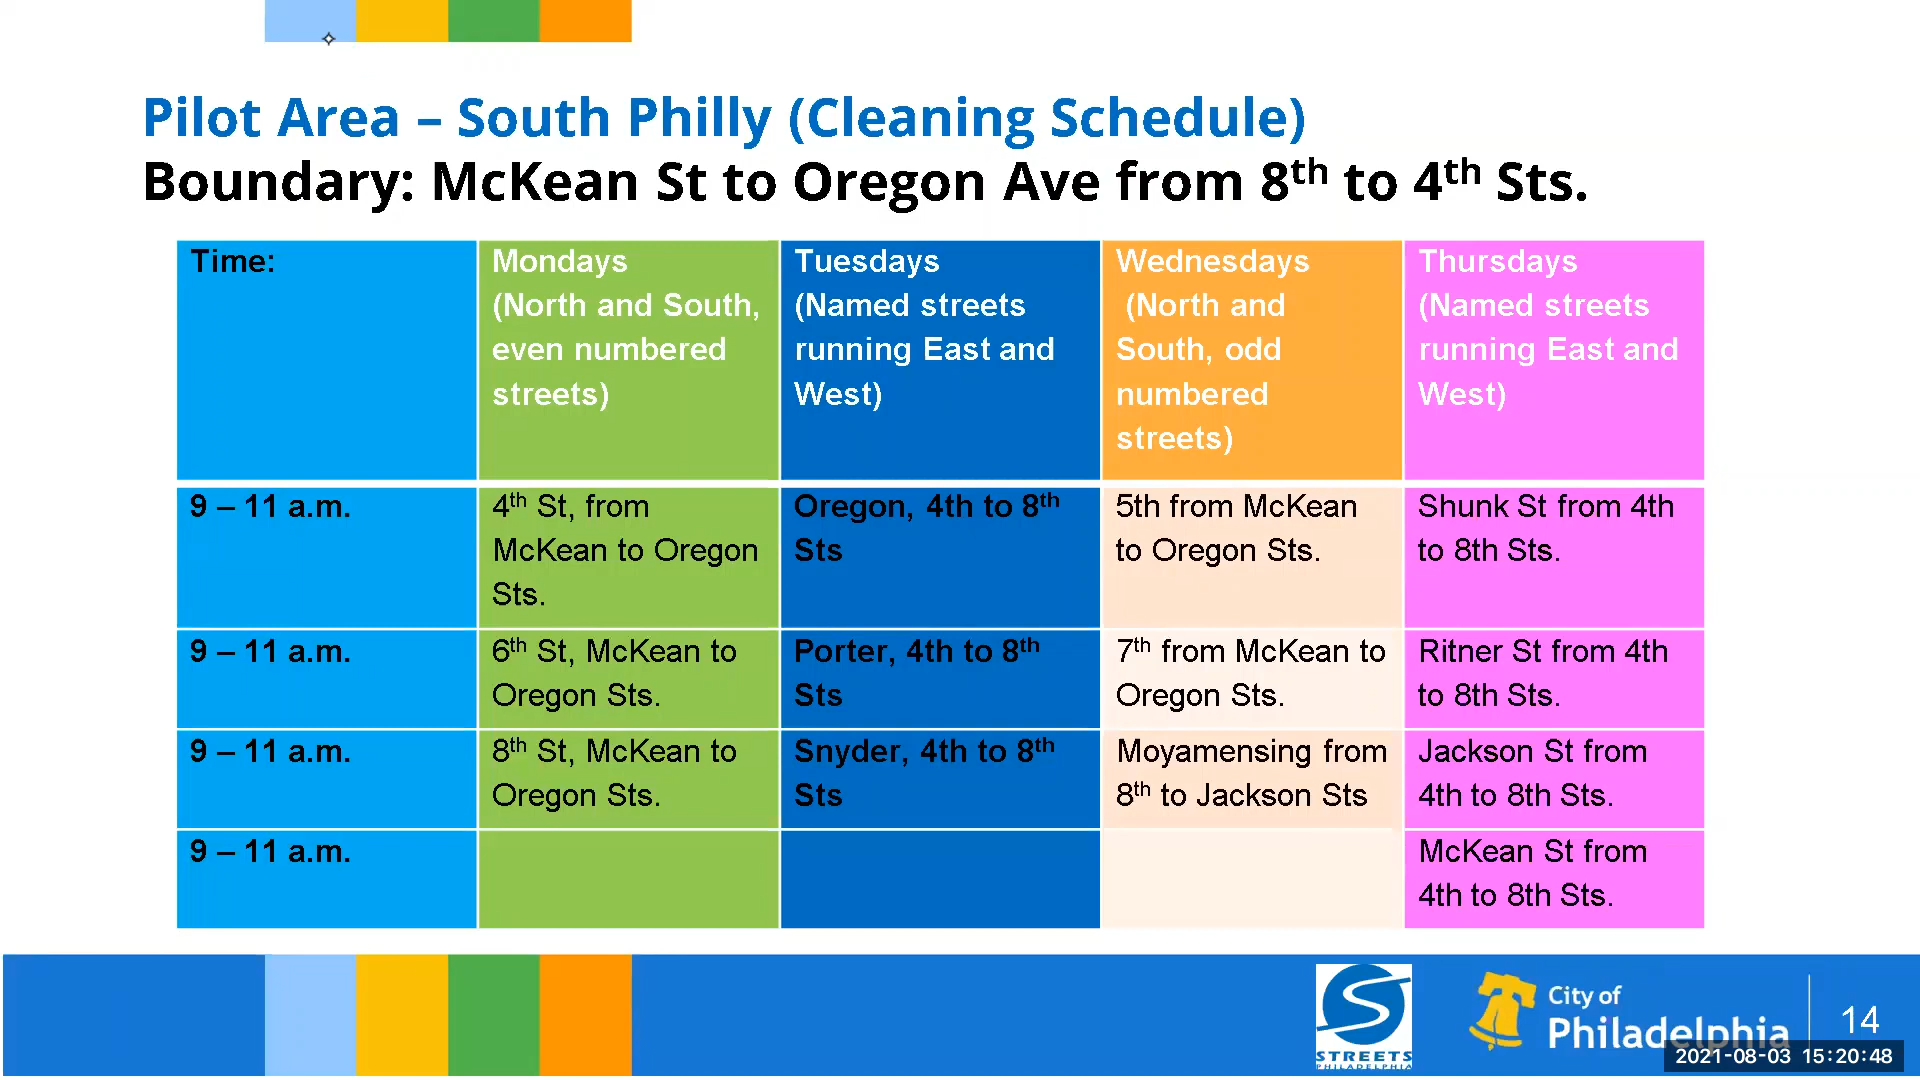 Pilot Area – South Philly (Cleaning Schedule)
Boundary: McKean St to Oregon Ave from 8th to 4th Sts.
Time:
Mondays
(North and South,
even numbered
streets)
Tuesdays
(Named streets
running East and
West)
Wednesdays
(North and
South, odd
numbered
streets)
Thursdays
(Named streets
running East and
West)
9 – 11 a.m.
4th St, from
McKean to Oregon
Sts.
Oregon, 4th to 8th
Sts
5th from McKean
to Oregon Sts.
Shunk St from 4th
to 8th Sts.
9 – 11 a.m.
6th St, McKean to
Oregon Sts.
Porter, 4th to 8th
Sts
7th from McKean to
Oregon Sts.
Ritner St from 4th
to 8th Sts.
9 – 11 a.m.
8th St, McKean to
Oregon Sts.
Snyder, 4th to 8th
Sts
Moyamensing from
8th to Jackson Sts
Jackson St from
4th to 8th Sts.
9 – 11 a.m.
McKean St from
4th to 8th Sts.
STREETS
PHILADELPHIA
City of
Philadelphia
14
2021-08-03 15:20:48